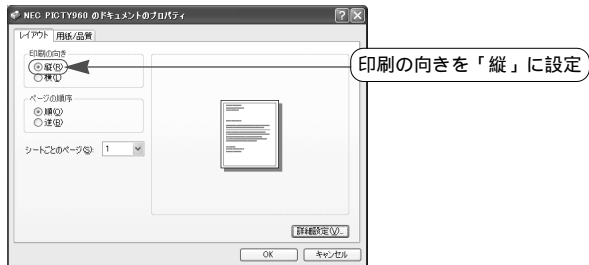 NEC PICTY960 のドキュメントのプロパティ
レイアウト 用紙/品質
印刷の向き
縦(R)
横(L)
印刷の向きを「縦」に設定
ページの順序
順(Q)
逆(B)
シートごとのページ(S): 1
詳細設定(V)...
OK キャンセル